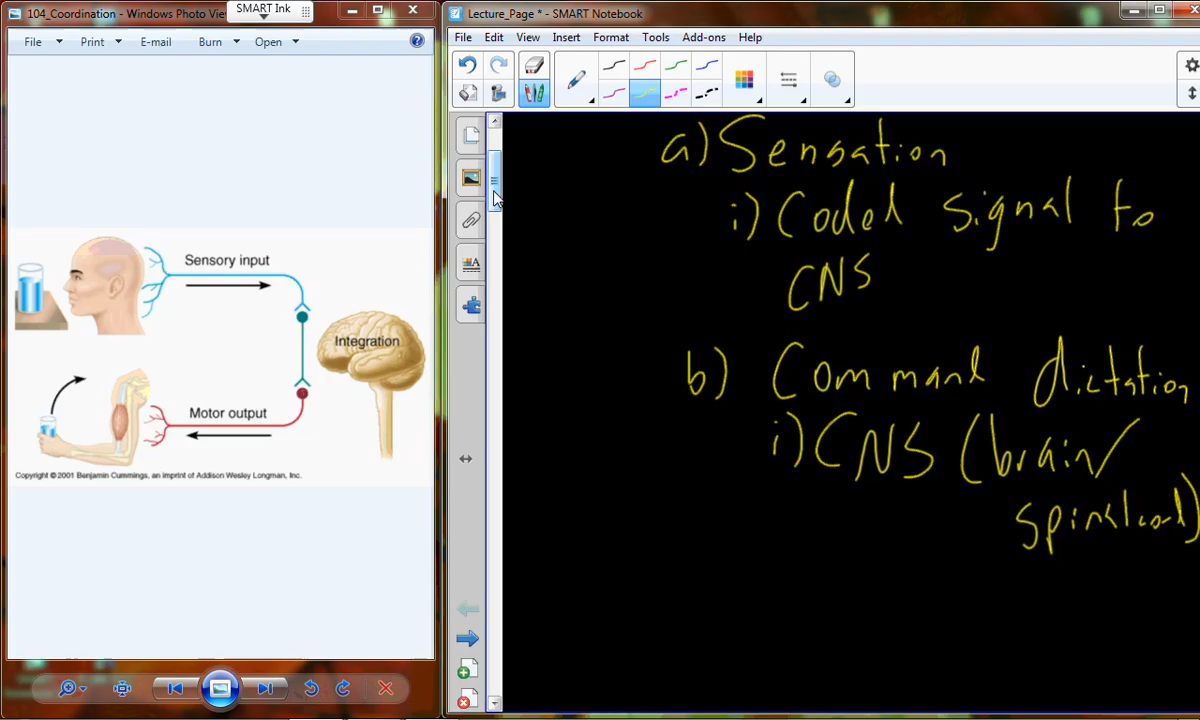 104_Coordination - Windows Photo Vie
SMART Ink
File Print E-mail Burn Open
Sensory input
Integration
Motor output
Copyright ©2001 Benjamin Cummings, an imprint of Addison Wesley Longman, Inc.
Lecture_Page * - SMART Notebook
File Edit View Insert Format Tools Add-ons Help
a) Sensation
i) Coded signal to
CNS
b) Command dictation
i) CNS (brain/
spinal cord)